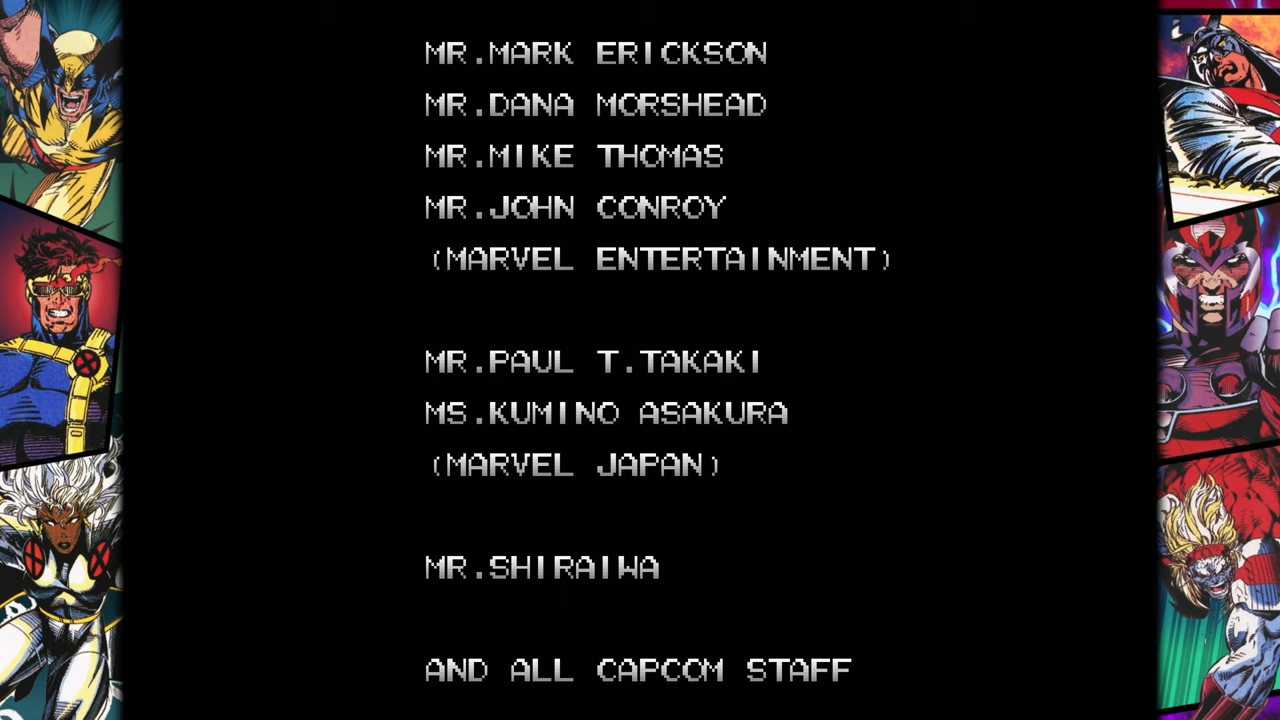 MR.MARK ERICKSON
MR.DANA MORSHEAD
MR.MIKE THOMAS
MR.JOHN CONROY
(MARVEL ENTERTAINMENT)
MR.PAUL T.TAKAKI
MS.KUMINO ASAKURA
(MARVEL JAPAN)
MR.SHIRAIWA
AND ALL CAPCOM STAFF